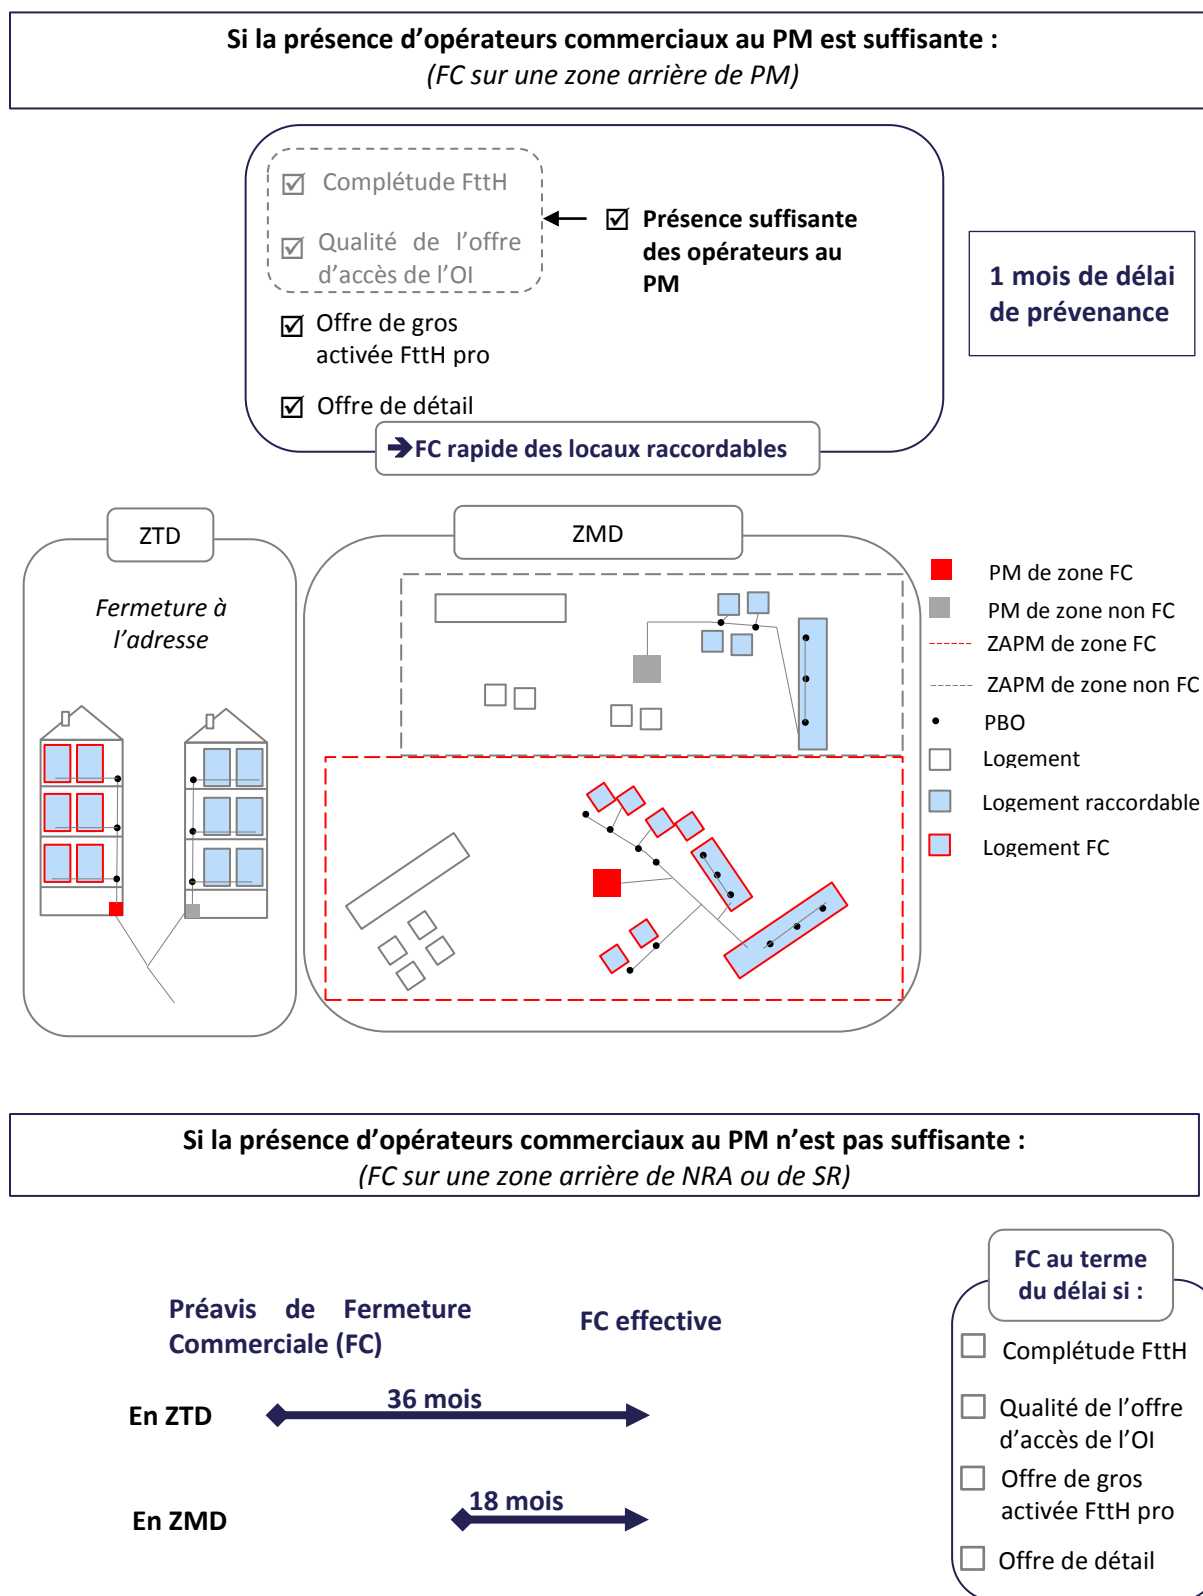 Si la présence d’opérateurs commerciaux au PM est suffisante :
(FC sur une zone arrière de PM)
Complétude FttH
Qualité de l’offre
d’accès de l’OI
Présence suffisante
des opérateurs au
PM
Offre de gros
activée FttH pro
Offre de détail
1 mois de délai
de prévenance
➔FC rapide des locaux raccordables
ZTD
Fermeture à
l’adresse
ZMD
PM de zone FC
PM de zone non FC
ZAPM de zone FC
ZAPM de zone non FC
PBO
Logement
Logement raccordable
Logement FC
Si la présence d’opérateurs commerciaux au PM n’est pas suffisante :
(FC sur une zone arrière de NRA ou de SR)
Préavis de Fermeture
Commerciale (FC)
FC effective
En ZTD
36 mois
En ZMD
18 mois
FC au terme
du délai si :
Complétude FttH
Qualité de l’offre
d’accès de l’OI
Offre de gros
activée FttH pro
Offre de détail